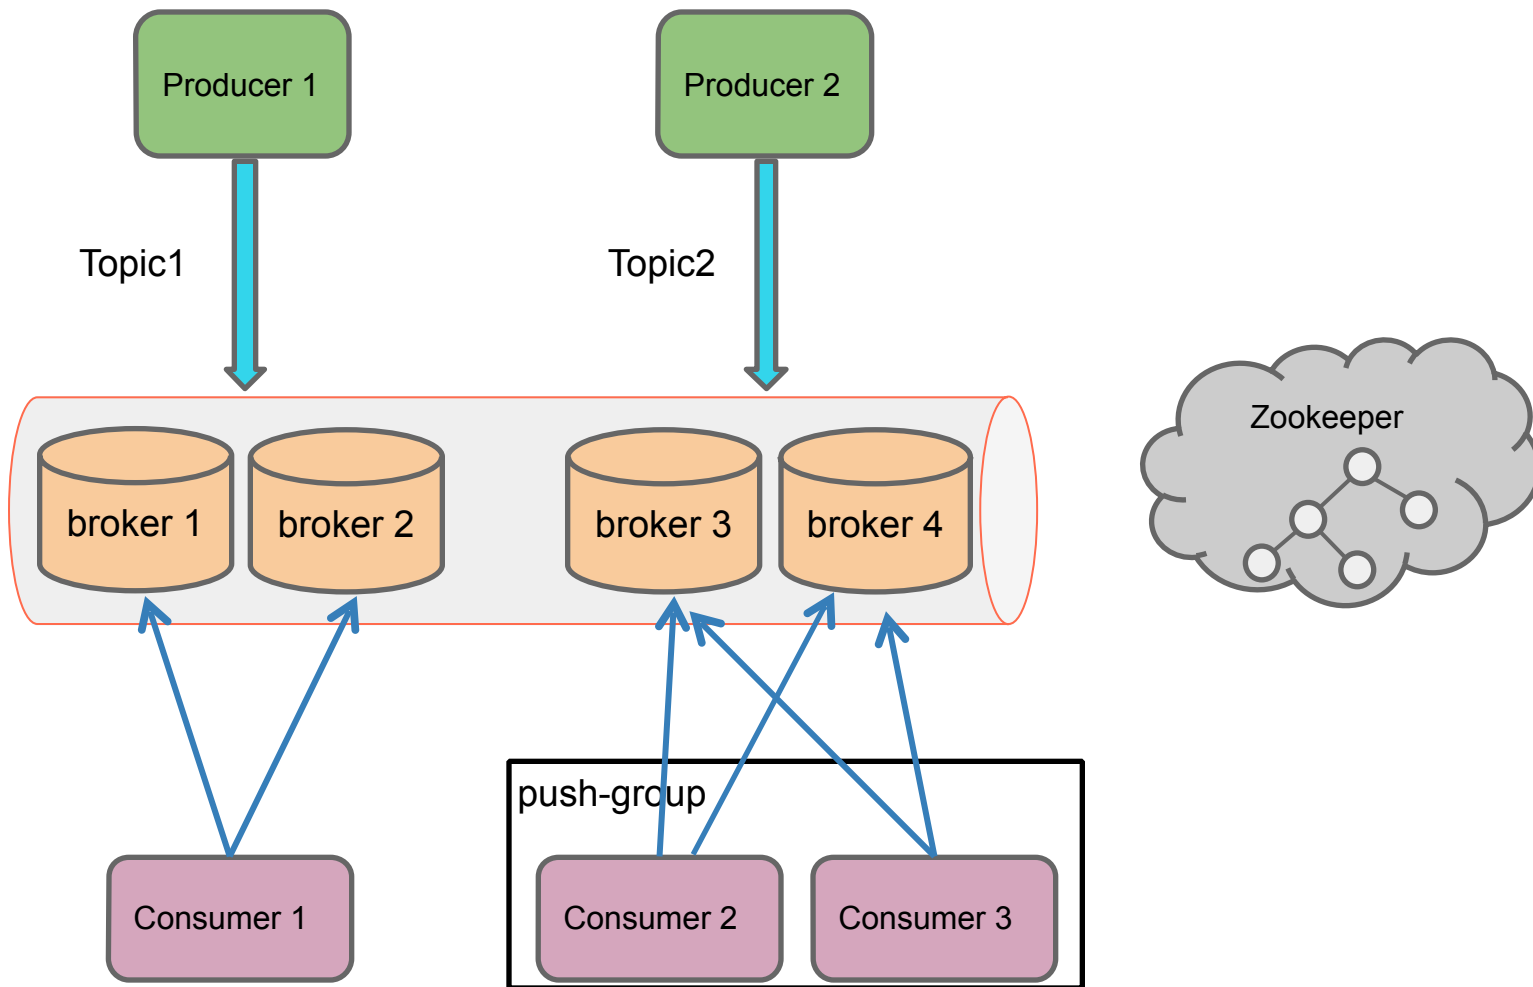 Producer 1
Producer 2
Topic1
Topic2
Zookeeper
broker 1
broker 2
broker 3
broker 4
push-group
Consumer 1
Consumer 2
Consumer 3